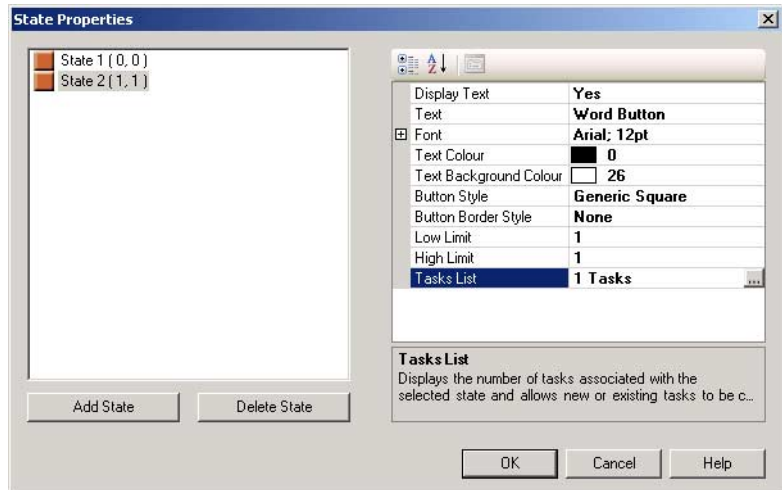 State Properties
State 1 ( 0, 0 )
State 2 ( 1, 1 )
Add State
Delete State
Display Text Yes
Text Word Button
Font Arial; 12pt
Text Colour 0
Text Background Colour 26
Button Style Generic Square
Button Border Style None
Low Limit 1
High Limit 1
Tasks List 1 Tasks ...
Tasks List
Displays the number of tasks associated with the
selected state and allows new or existing tasks to be c...
OK Cancel Help